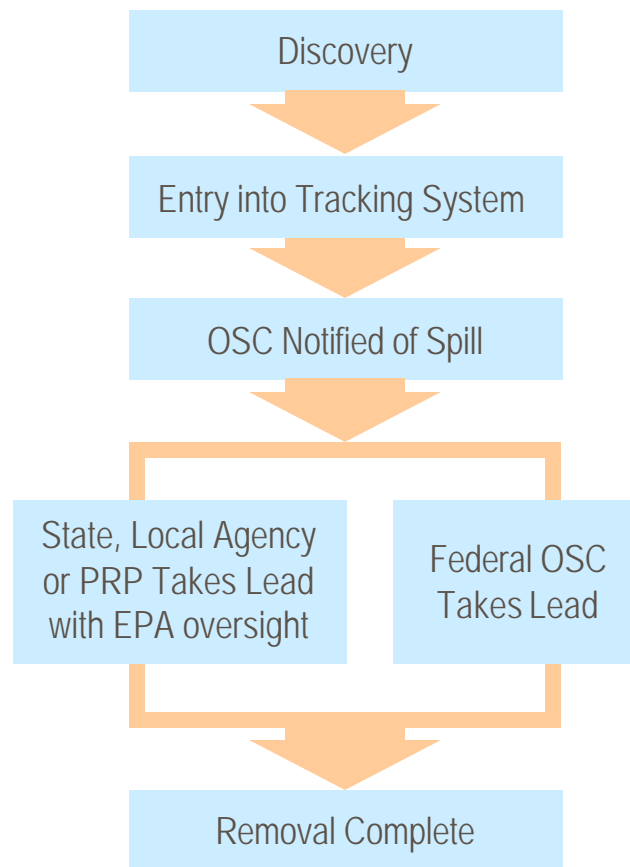 Discovery
Entry into Tracking System
OSC Notified of Spill
State, Local Agency
or PRP Takes Lead
with EPA oversight
Federal OSC
Takes Lead
Removal Complete